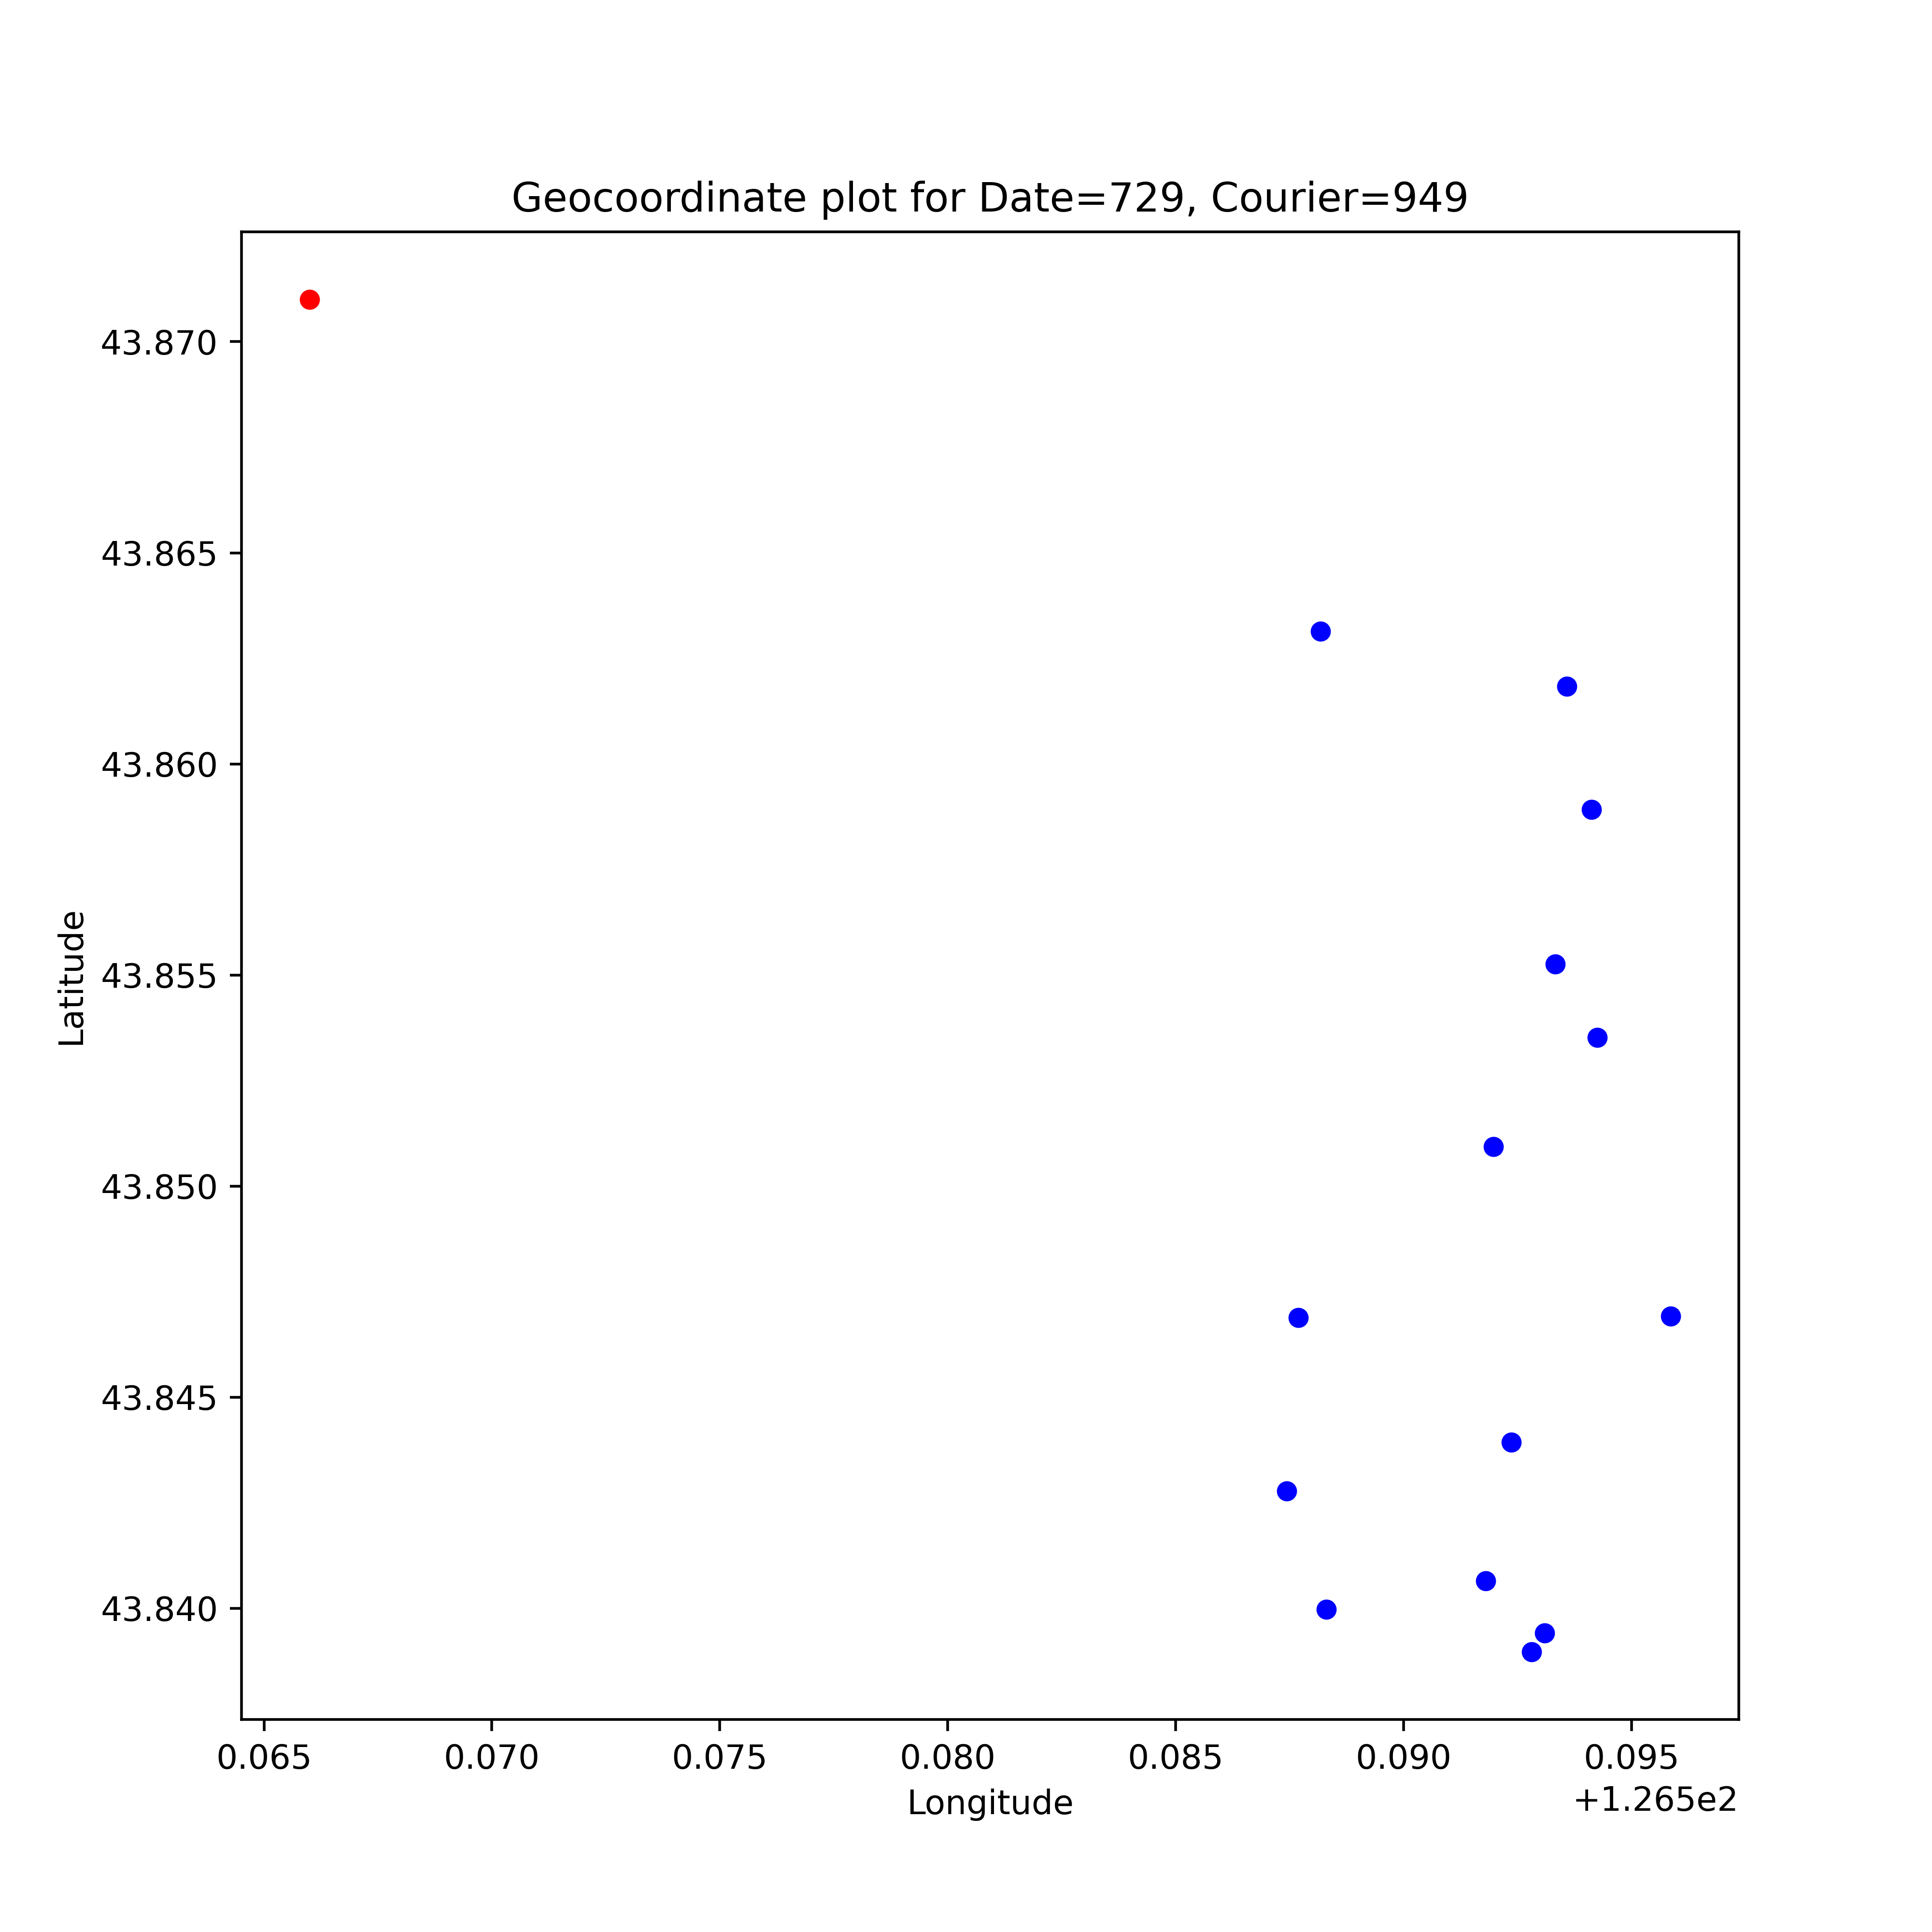 Geocoordinate plot for Date=729, Courier=949
43.870
43.865
43.860
43.855
43.850
43.845
43.840
Latitude
0.065 0.070 0.075 0.080 0.085 0.090 0.095
Longitude
+1.265e2